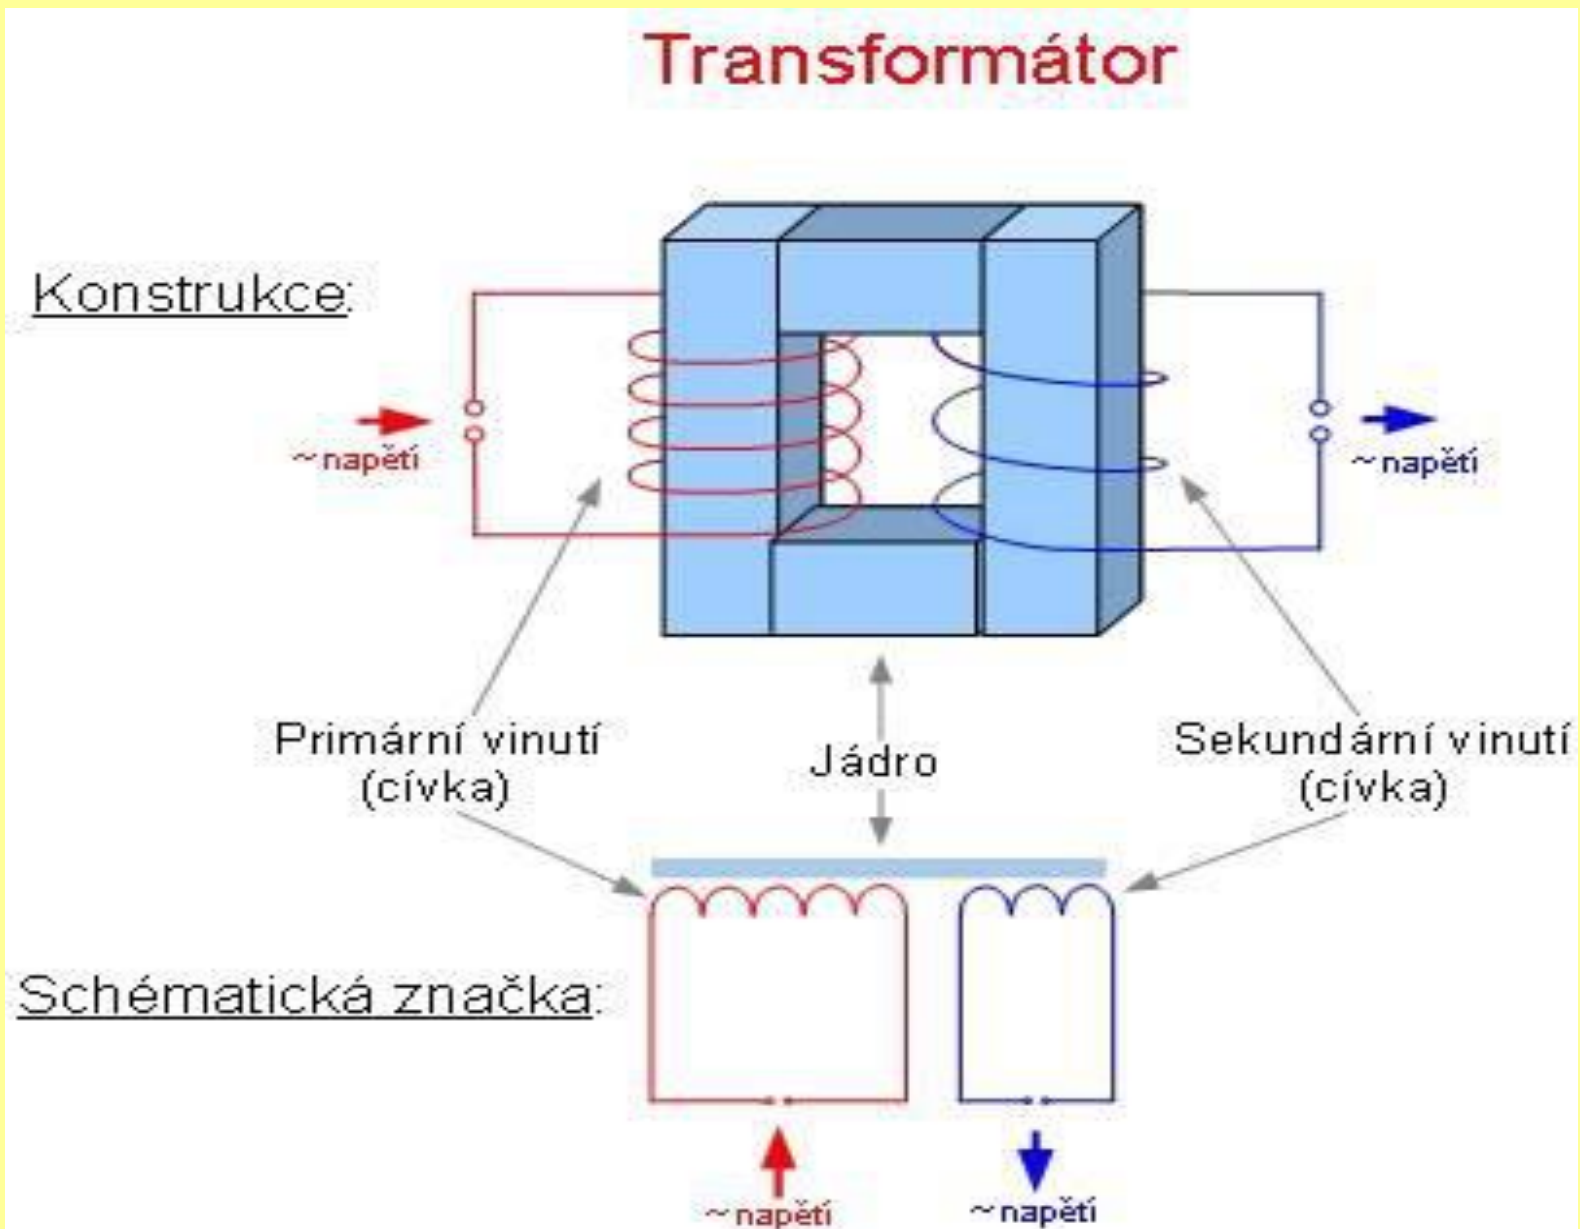 Transformátor
Konstrukce:
~napětí
~napětí
Primární vinutí
(cívka)
Jádro
Sekundární vinutí
(cívka)
Schématická značka:
~napětí
~napětí